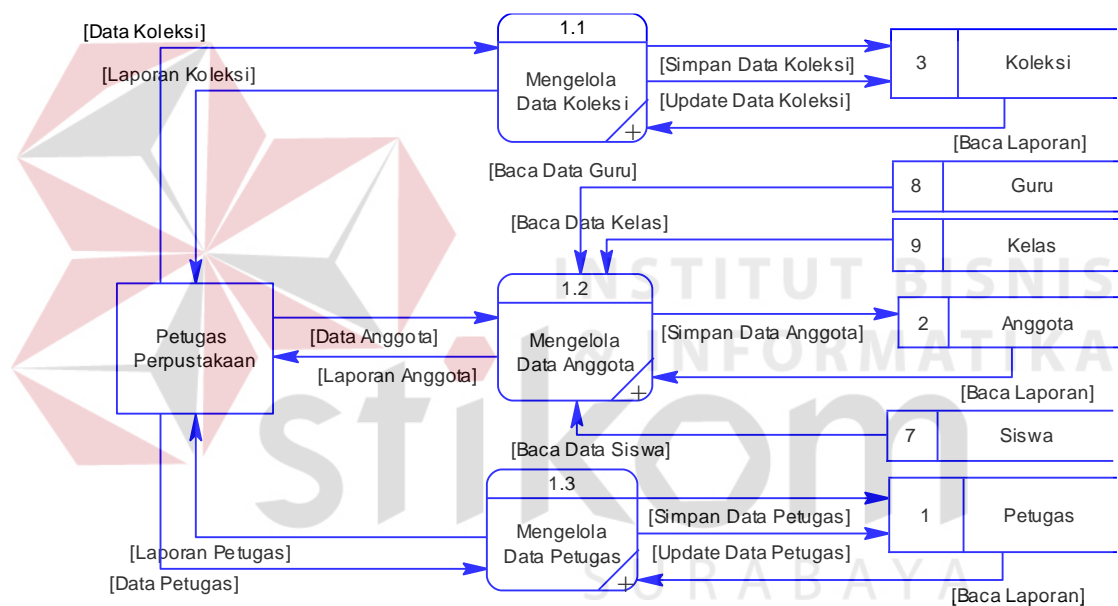 [Data Koleksi]
[Laporan Koleksi]
1.1
Mengelola
Data Koleksi
+
[Simpan Data Koleksi]
[Update Data Koleksi]
3
Koleksi
[Baca Laporan]
[Baca Data Guru]
8
Guru
[Baca Data Kelas]
9
Kelas
INSTITUT BISNIS
& INFORMATIKA
stikom
SURABAYA
Petugas
Perpustakaan
[Data Anggota]
[Laporan Anggota]
1.2
Mengelola
Data Anggota
+
[Simpan Data Anggota]
2
Anggota
[Baca Laporan]
[Baca Data Siswa]
7
Siswa
1.3
Mengelola
Data Petugas
+
[Simpan Data Petugas]
[Update Data Petugas]
1
Petugas
[Laporan Petugas]
[Data Petugas]
[Baca Laporan]